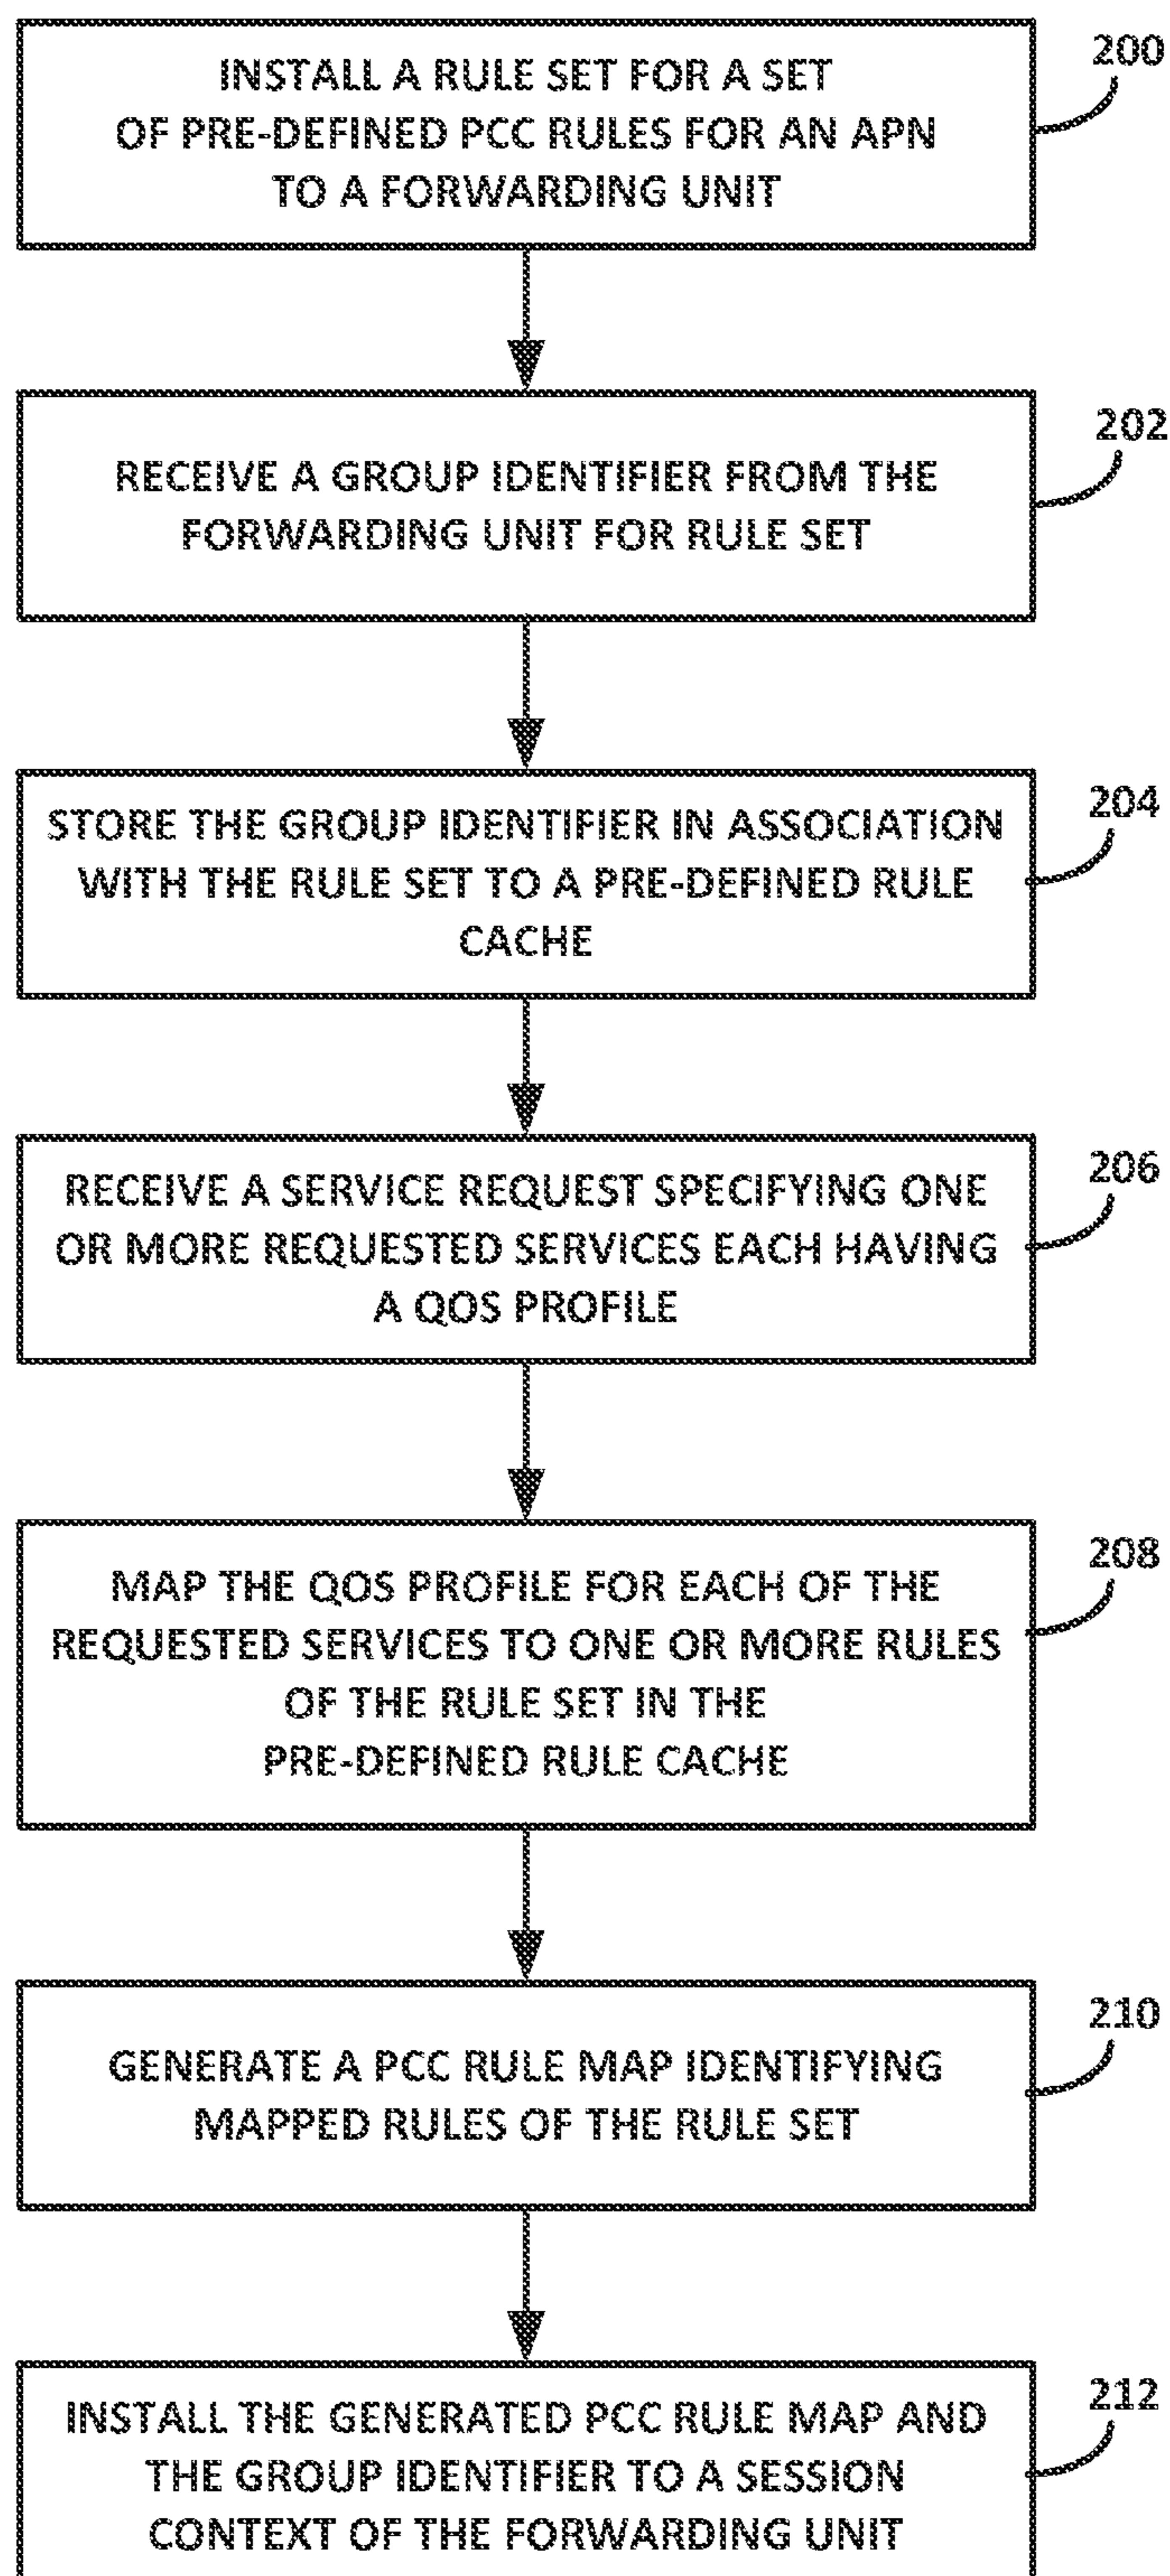 INSTALL A RULE SET FOR A SET
OF PRE-DEFINED PCC RULES FOR AN APN
TO A FORWARDING UNIT
200
RECEIVE A GROUP IDENTIFIER FROM THE
FORWARDING UNIT FOR RULE SET
202
STORE THE GROUP IDENTIFIER IN ASSOCIATION
WITH THE RULE SET TO A PRE-DEFINED RULE
CACHE
204
RECEIVE A SERVICE REQUEST SPECIFYING ONE
OR MORE REQUESTED SERVICES EACH HAVING
A QOS PROFILE
206
MAP THE QOS PROFILE FOR EACH OF THE
REQUESTED SERVICES TO ONE OR MORE RULES
OF THE RULE SET IN THE
PRE-DEFINED RULE CACHE
208
GENERATE A PCC RULE MAP IDENTIFYING
MAPPED RULES OF THE RULE SET
210
INSTALL THE GENERATED PCC RULE MAP AND
THE GROUP IDENTIFIER TO A SESSION
CONTEXT OF THE FORWARDING UNIT
212